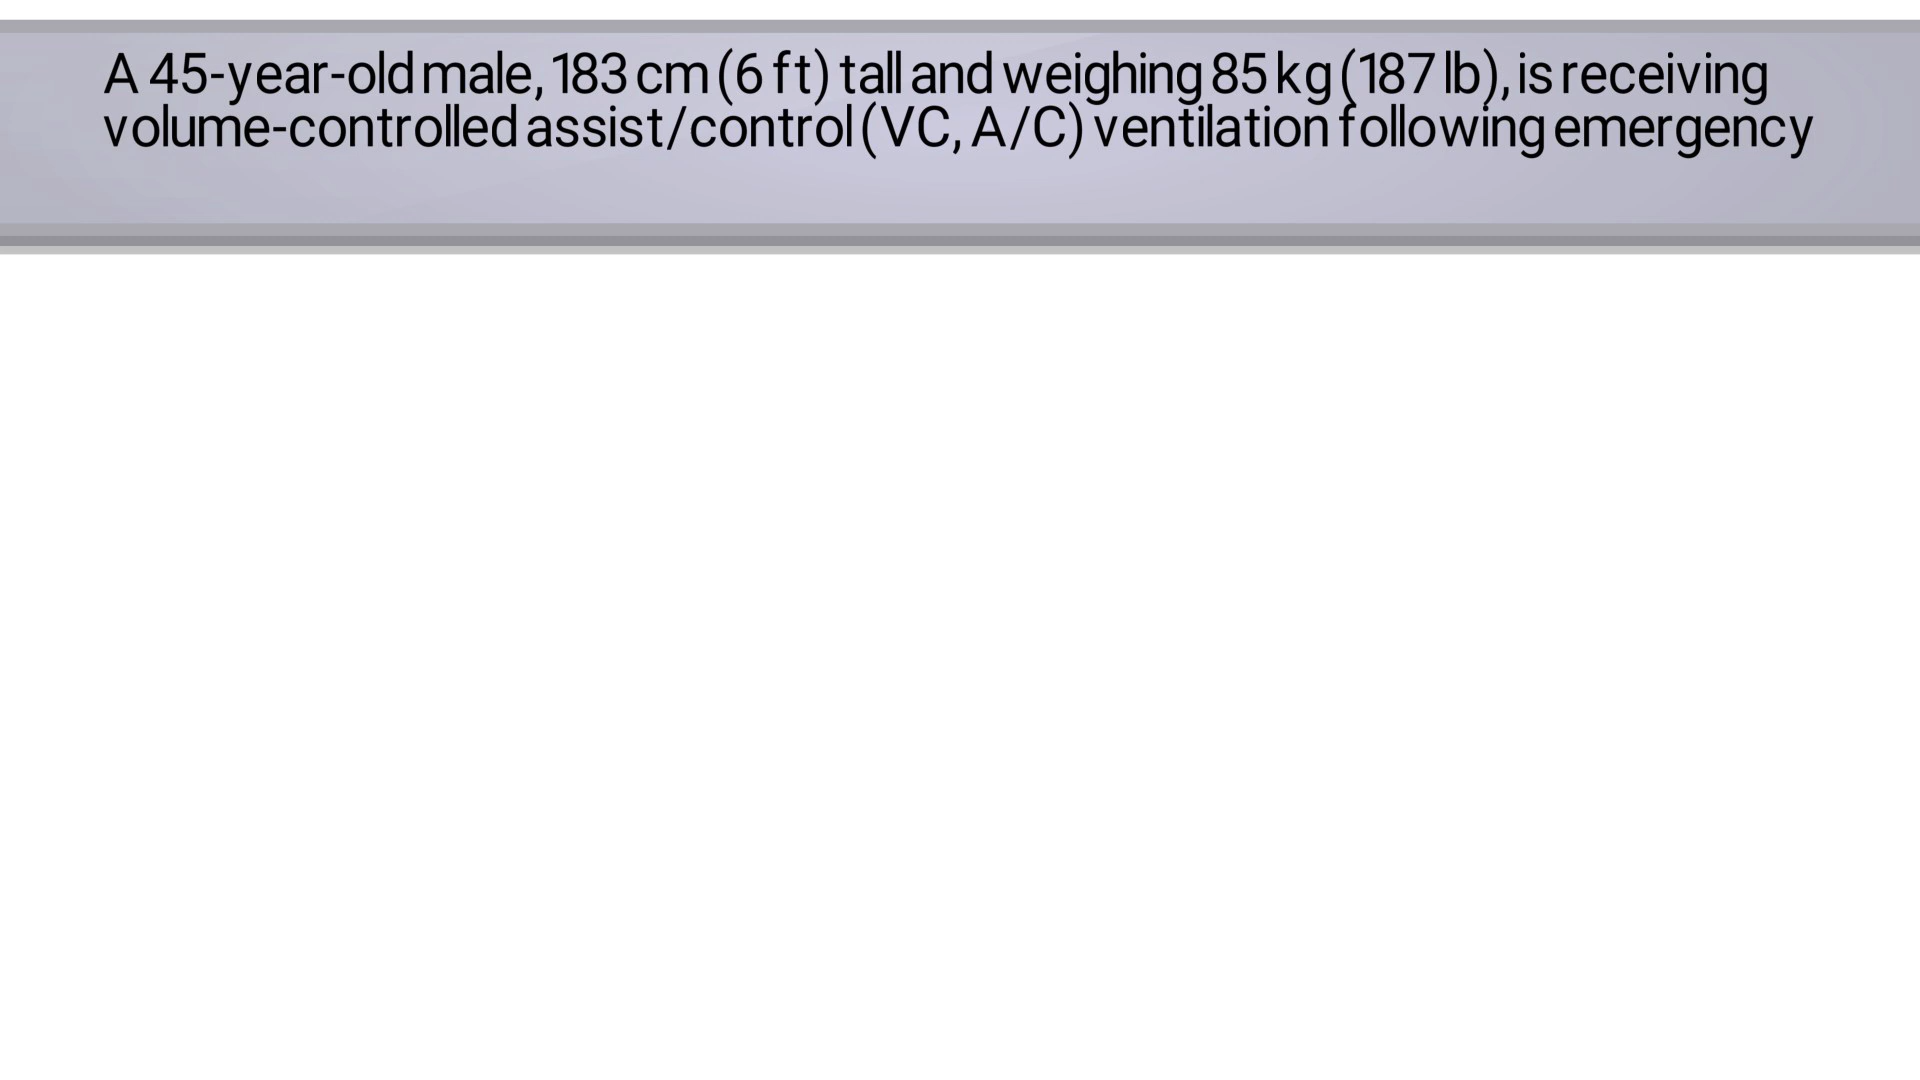 A 45-year-old male, 183 cm (6 ft) tall and weighing 85 kg (187 lb), is receiving
volume-controlled assist/control (VC, A/C) ventilation following emergency